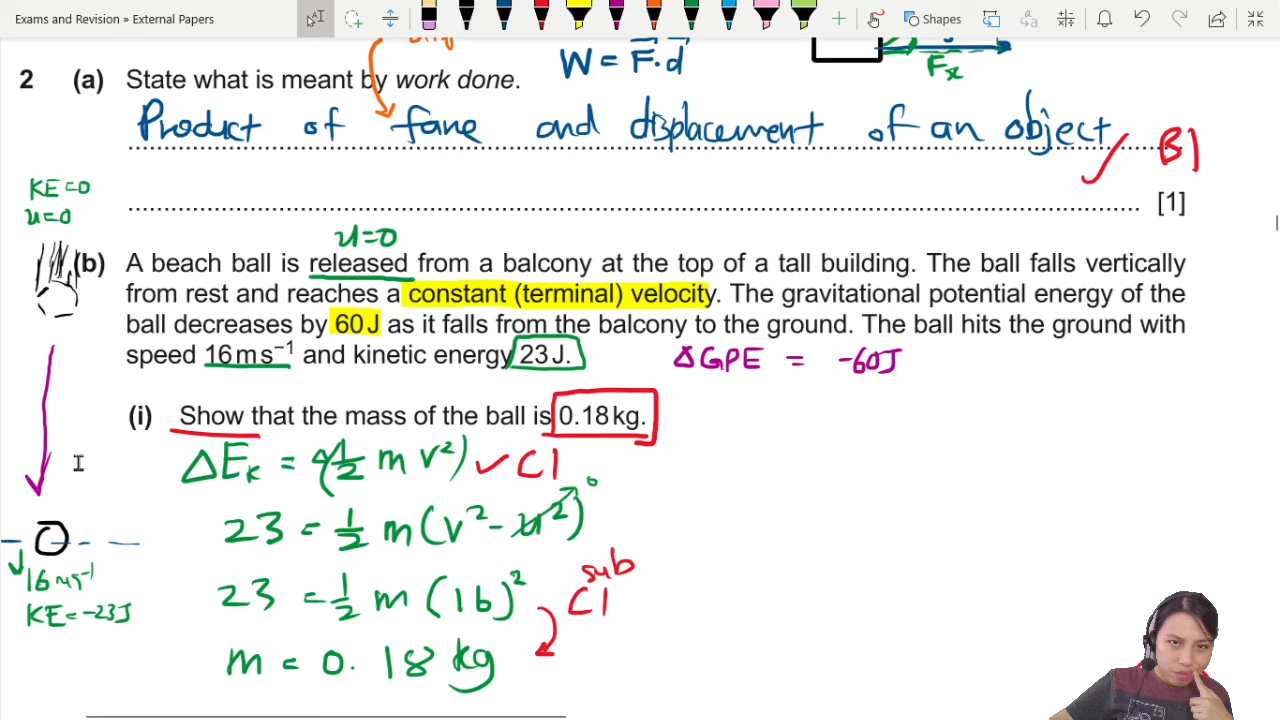 Exams and Revision » External Papers
Shapes
W = F.d
Fx
2 (a) State what is meant by work done.
Product of force and displacement of an object
B1
[1]
KE=0
u=0
u=0
(b) A beach ball is released from a balcony at the top of a tall building. The ball falls vertically
from rest and reaches a constant (terminal) velocity. The gravitational potential energy of the
ball decreases by 60 J as it falls from the balcony to the ground. The ball hits the ground with
speed 16 m s⁻¹ and kinetic energy 23 J.
ΔGPE = -60J
(i) Show that the mass of the ball is 0.18 kg.
ΔEk = Δ(½ m v²) ✓ C1
23 = ½ m (v² - u²) 0
23 = ½ m (16)²
sub
C1
m = 0.18 kg
16 ms⁻¹
KE = -23J